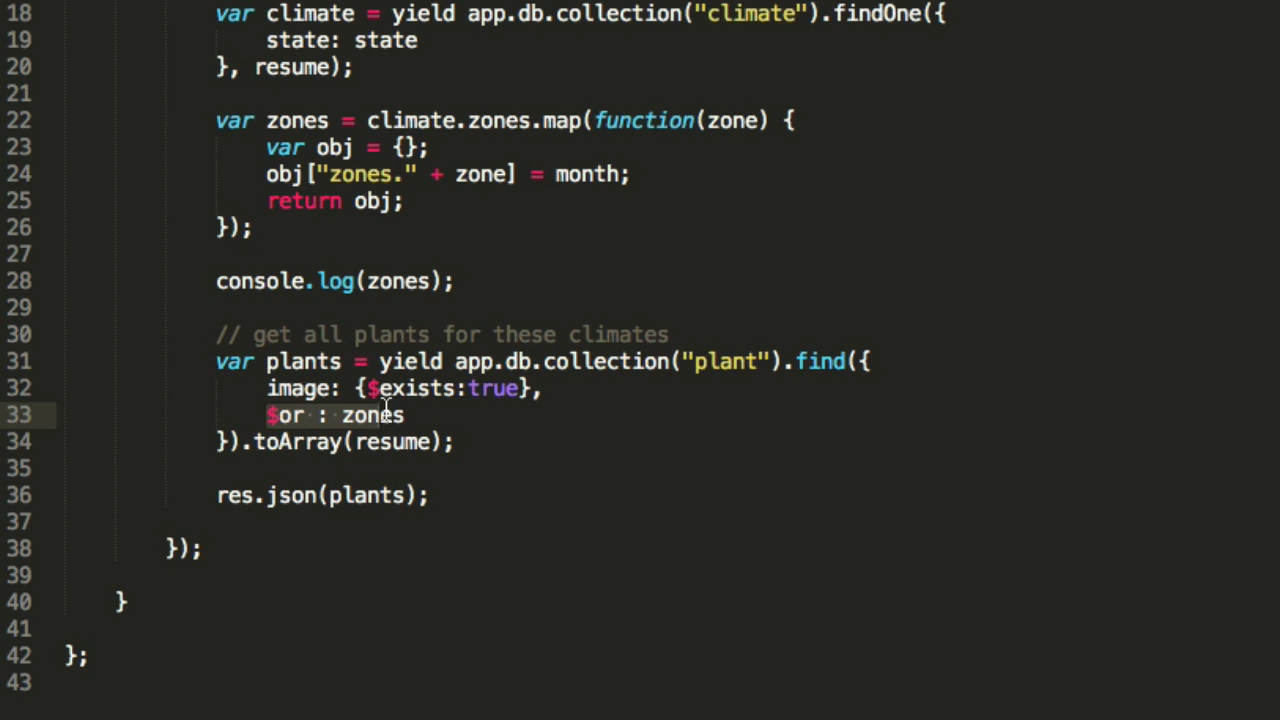 18 var climate = yield app.db.collection("climate").findOne({
19 state: state
20 }, resume);
21
22 var zones = climate.zones.map(function(zone) {
23 var obj = {};
24 obj["zones." + zone] = month;
25 return obj;
26 });
27
28 console.log(zones);
29
30 // get all plants for these climates
31 var plants = yield app.db.collection("plant").find({
32 image: {$exists:true},
33 $or : zones
34 }).toArray(resume);
35
36 res.json(plants);
37
38 });
39
40 }
41
42 };
43